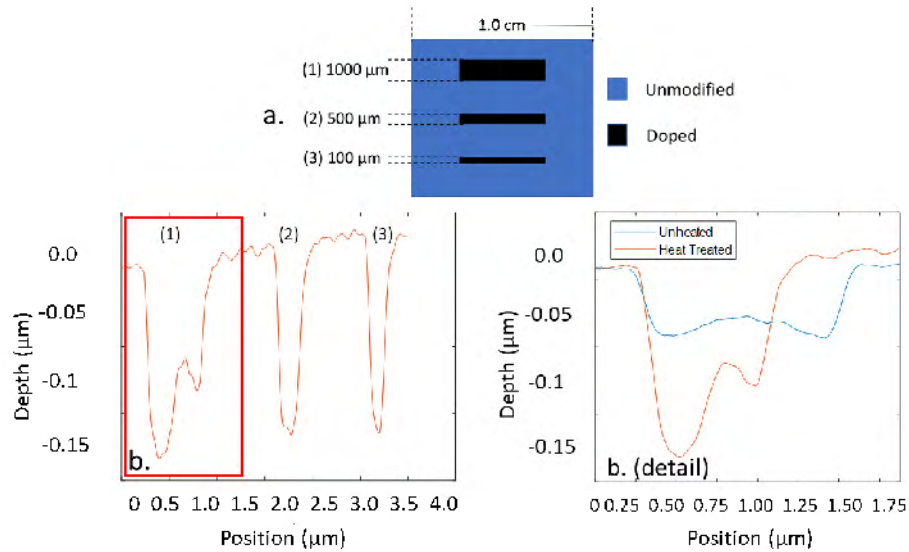 1.0 cm
(1) 1000 µm
(2) 500 µm
(3) 100 µm
a.
Unmodified
Doped
(1)
(2)
(3)
0.0
-0.05
-0.1
-0.15
Depth (µm)
b.
0 0.5 1.0 1.5 2.0 2.5 3.0 3.5 4.0
Position (µm)
Unheated
Heat Treated
0.0
-0.05
-0.1
-0.15
Depth (µm)
b. (detail)
0 0.25 0.50 0.75 1.00 1.25 1.50 1.75
Position (µm)